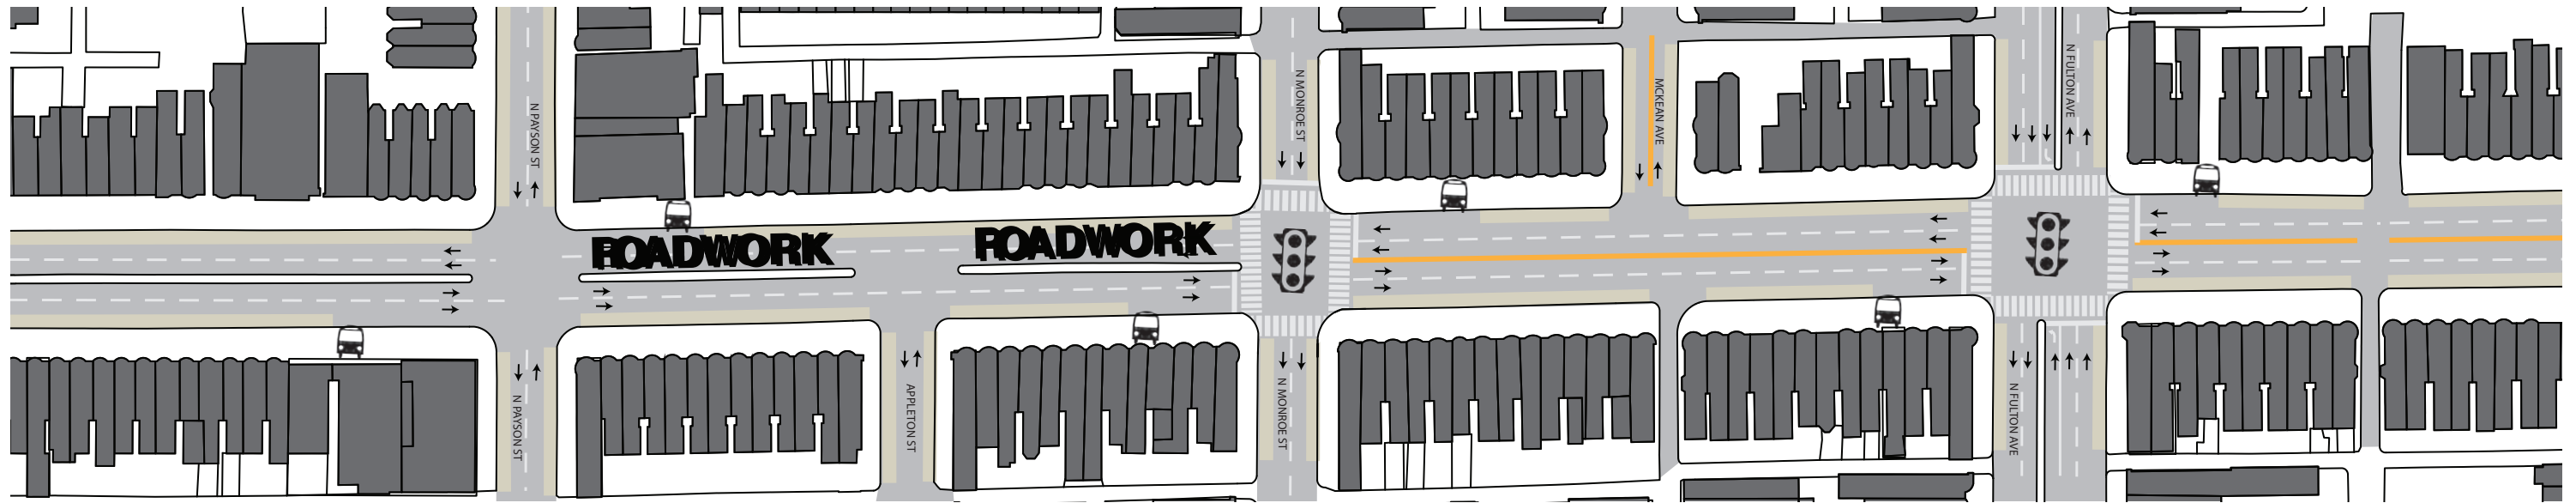 N PAYSON ST
N MONROE ST
MCKEAN AVE
N FULTON AVE
ROADWORK
ROADWORK
N PAYSON ST
APPLETON ST
N MONROE ST
N FULTON AVE